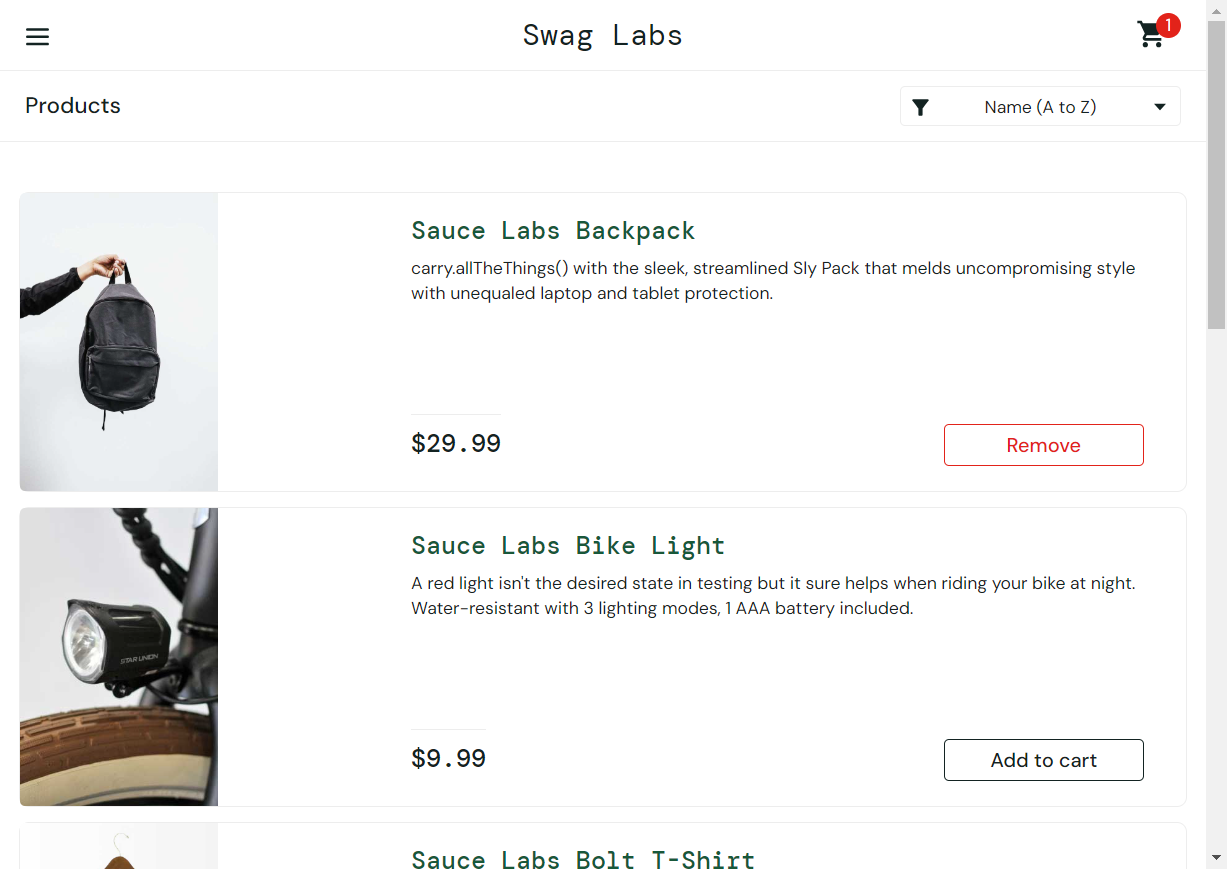 Swag Labs
1
Products
Name (A to Z)
Sauce Labs Backpack
carry.allTheThings() with the sleek, streamlined Sly Pack that melds uncompromising style
with unequaled laptop and tablet protection.
$29.99
Remove
Sauce Labs Bike Light
A red light isn't the desired state in testing but it sure helps when riding your bike at night.
Water-resistant with 3 lighting modes, 1 AAA battery included.
STAR UNION
$9.99
Add to cart
Sauce Labs Bolt T-Shirt